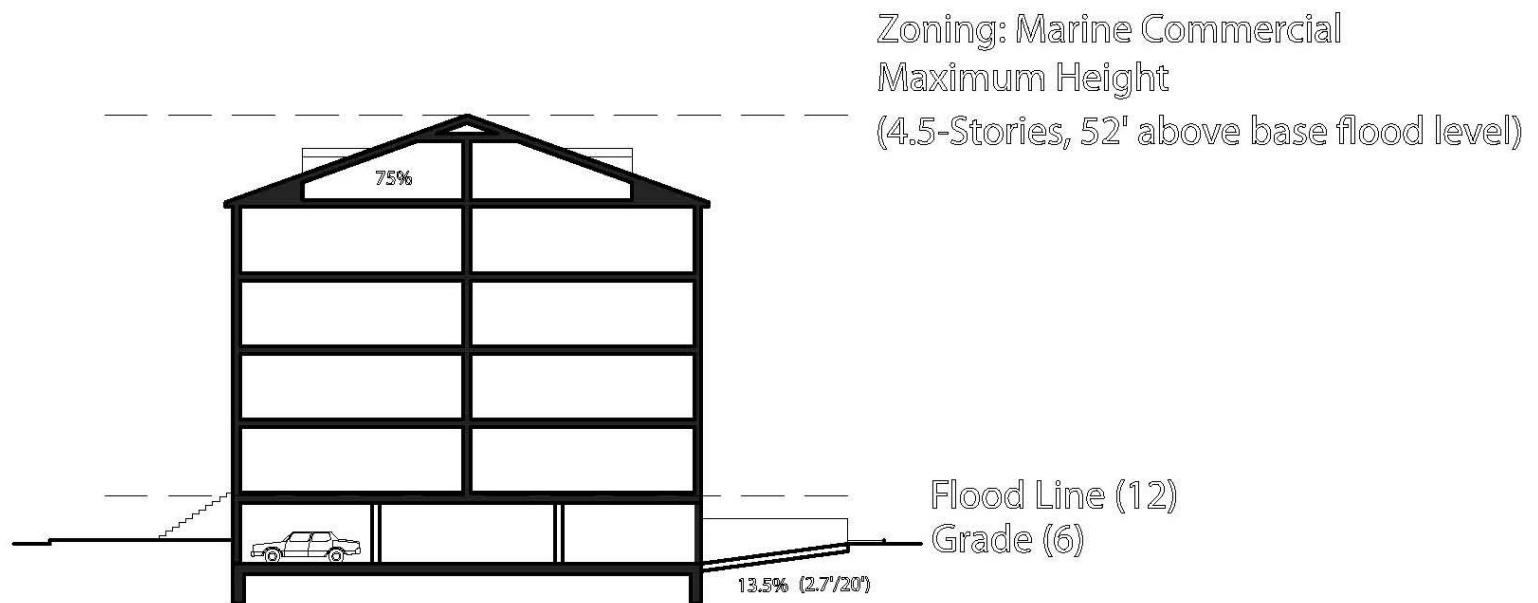 Zoning: Marine Commercial
Maximum Height
(4.5-Stories, 52' above base flood level)
75%
Flood Line (12)
Grade (6)
13.5% (2.7'/20')